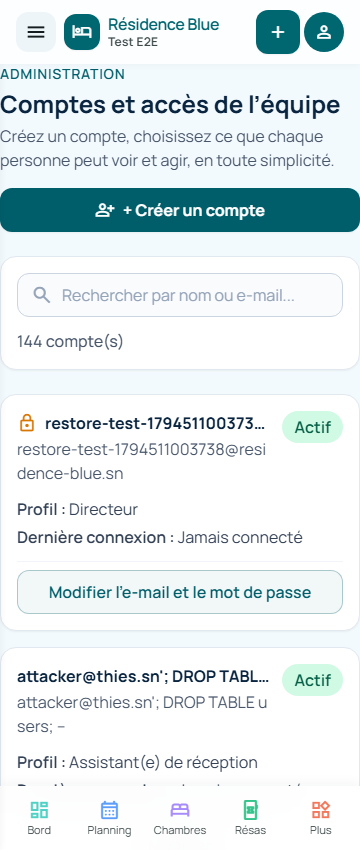 Résidence Blue
Test E2E
ADMINISTRATION
Comptes et accès de l'équipe
Créez un compte, choisissez ce que chaque
personne peut voir et agir, en toute simplicité.
+ Créer un compte
Rechercher par nom ou e-mail...
144 compte(s)
restore-test-179451100373...
Actif
restore-test-1794511003738@resi
dence-blue.sn
Profil : Directeur
Dernière connexion : Jamais connecté
Modifier l'e-mail et le mot de passe
attacker@thies.sn'; DROP TABL...
Actif
attacker@thies.sn'; DROP TABLE u
sers; --
Profil : Assistant(e) de réception
Bord
Planning
Chambres
Résas
Plus